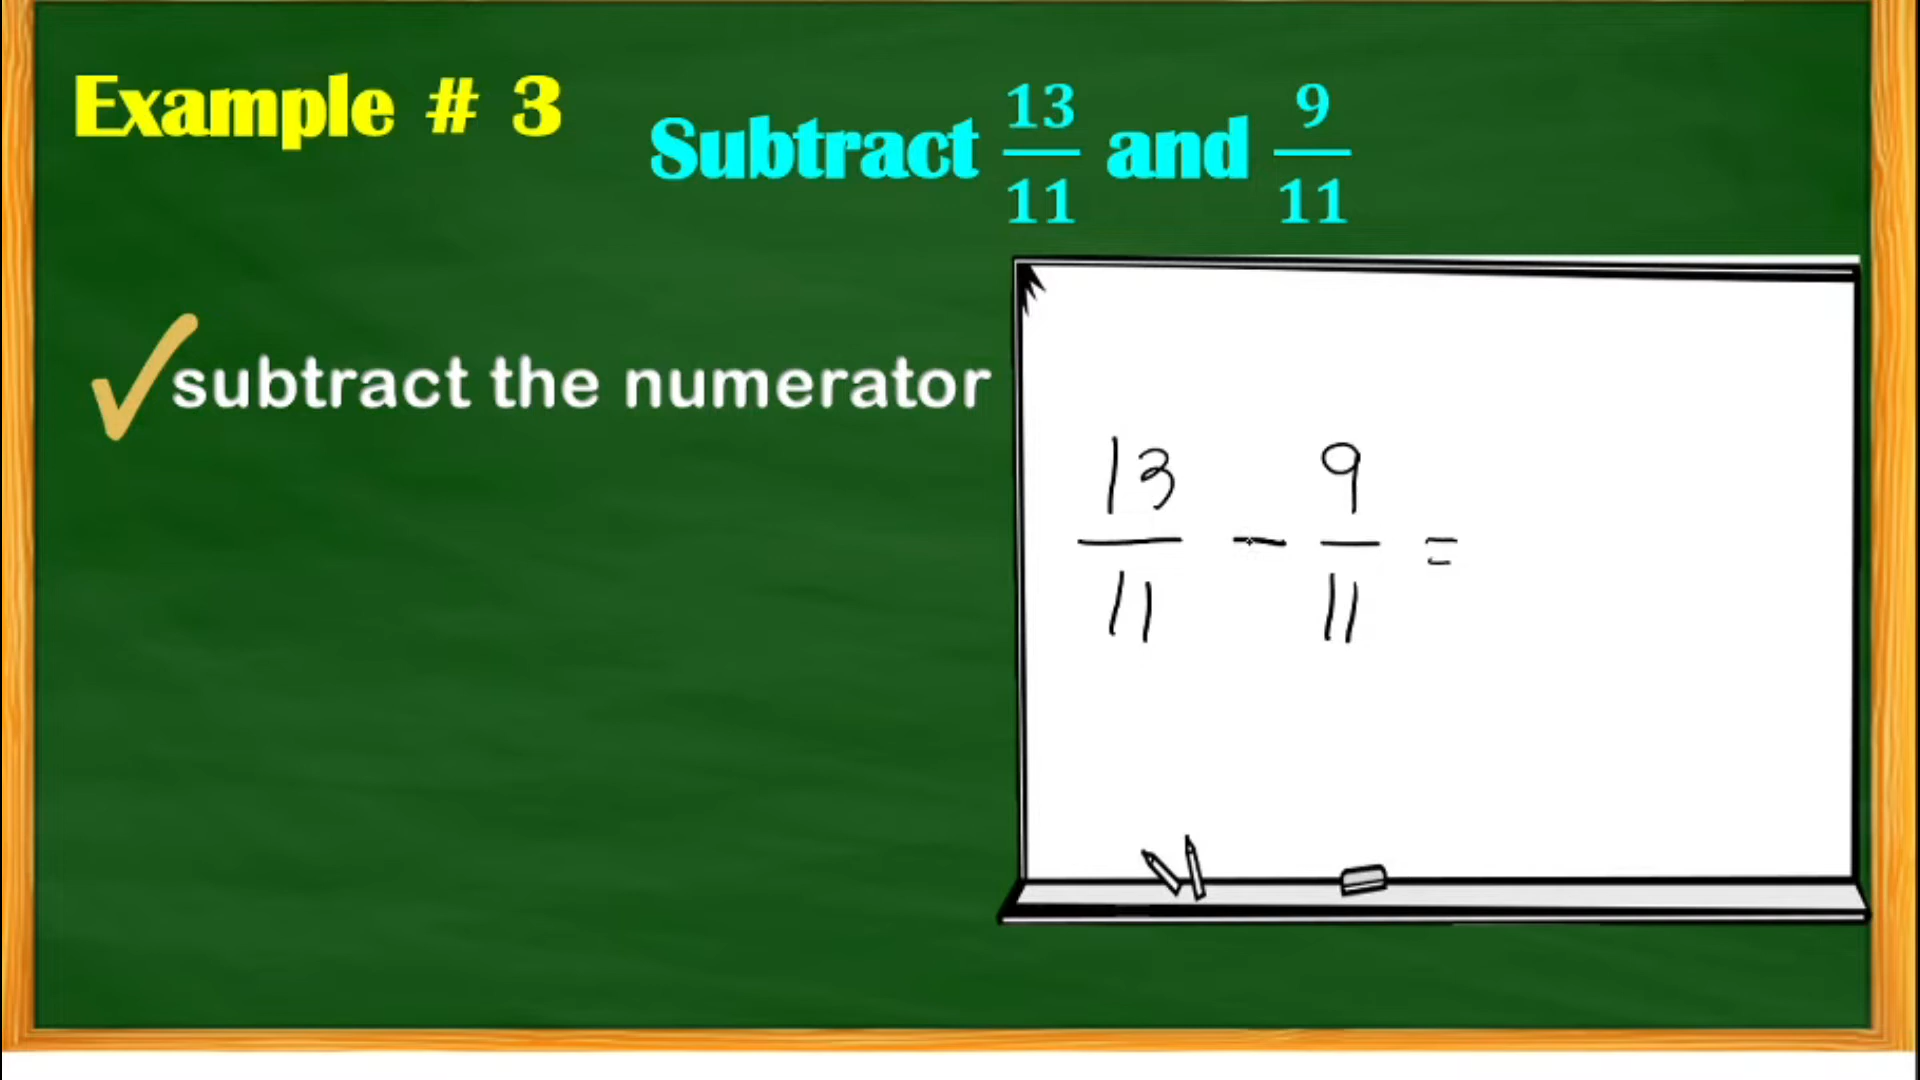 Example # 3
Subtract 13/11 and 9/11
subtract the numerator
13/11 - 9/11 =